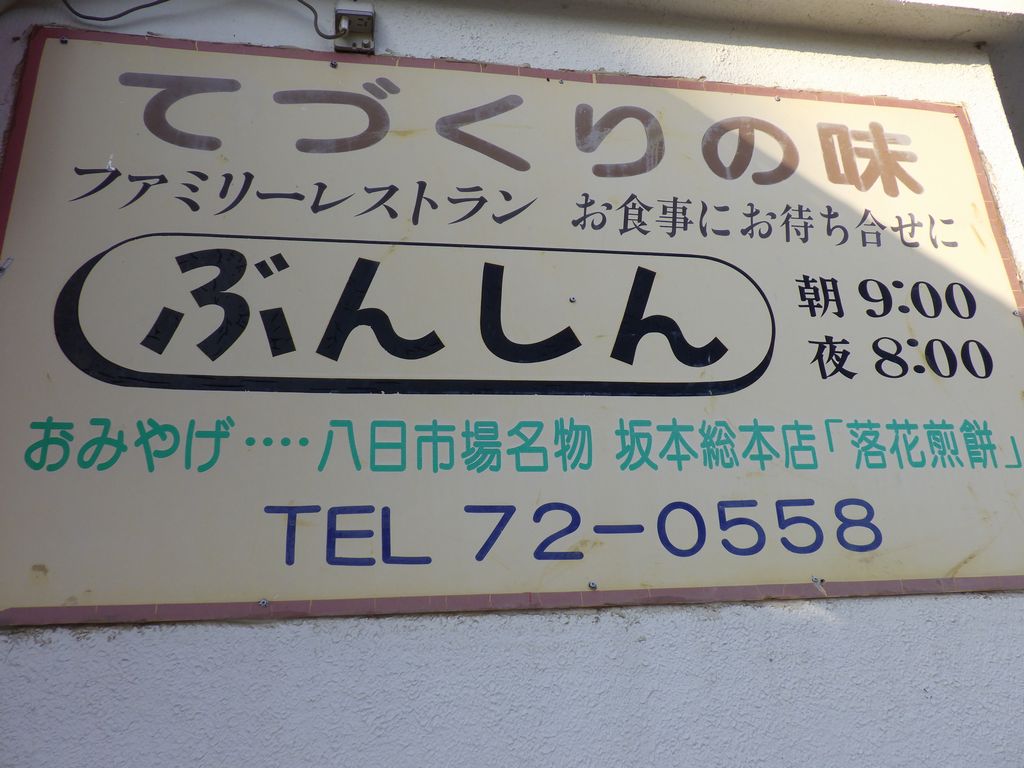 てづくりの味
ファミリーレストラン お食事にお待ち合せに
ぶんしん
朝 9:00
夜 8:00
おみやげ‥‥八日市場名物 坂本総本店「落花煎餅」
TEL 72-0558